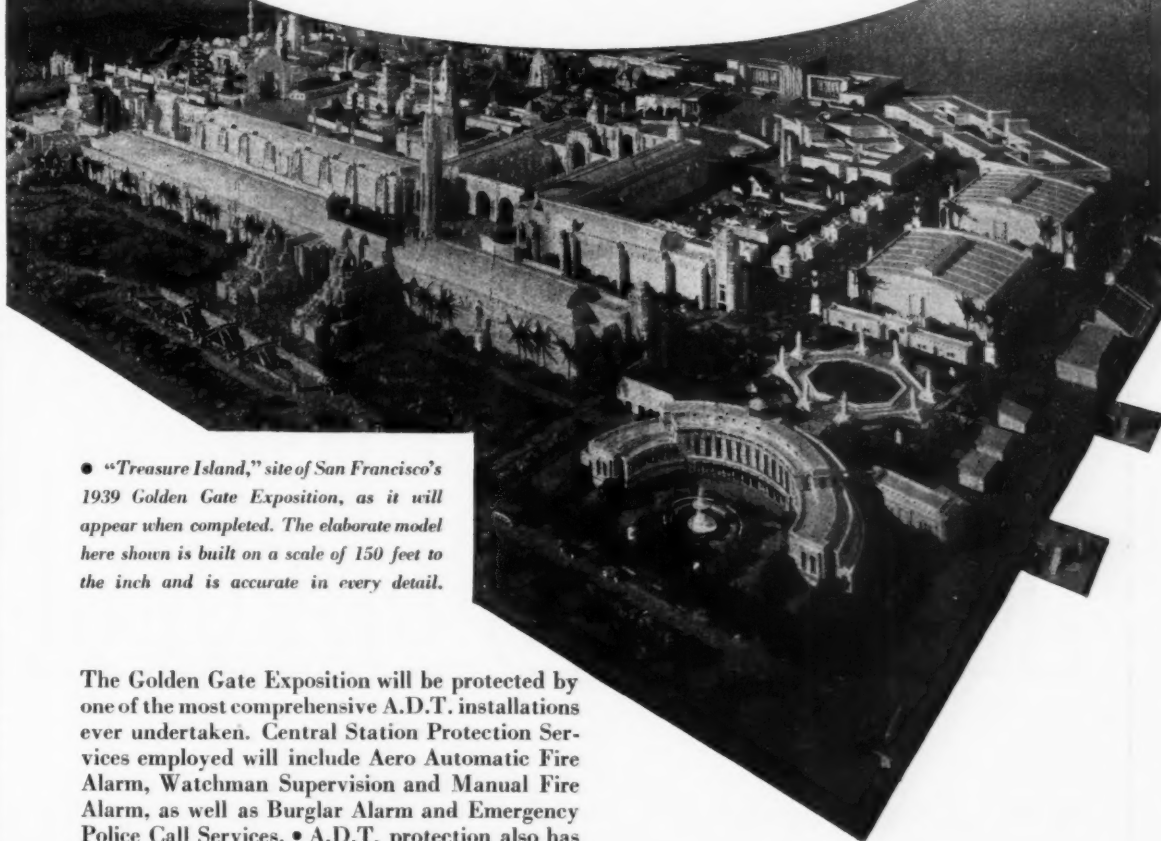 ● "Treasure Island," site of San Francisco's
1939 Golden Gate Exposition, as it will
appear when completed. The elaborate model
here shown is built on a scale of 150 feet to
the inch and is accurate in every detail.
The Golden Gate Exposition will be protected by
one of the most comprehensive A.D.T. installations
ever undertaken. Central Station Protection Ser-
vices employed will include Aero Automatic Fire
Alarm, Watchman Supervision and Manual Fire
Alarm, as well as Burglar Alarm and Emergency
Police Call Services. ● A.D.T. protection also has